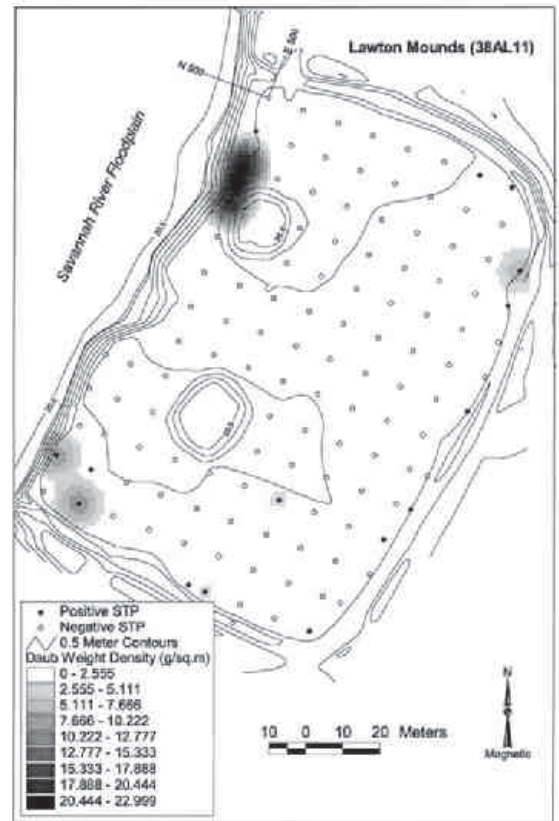 Lawton Mounds (38AL11)
N 500
E 500
Savannah River Floodplain
Positive STP
Negative STP
0.5 Meter Contours
Daub Weight Density (g/sq.m)
0 - 2.555
2.555 - 5.111
5.111 - 7.666
7.666 - 10.222
10.222 - 12.777
12.777 - 15.333
15.333 - 17.888
17.888 - 20.444
20.444 - 22.999
10 0 10 20 Meters
N
Magnetic